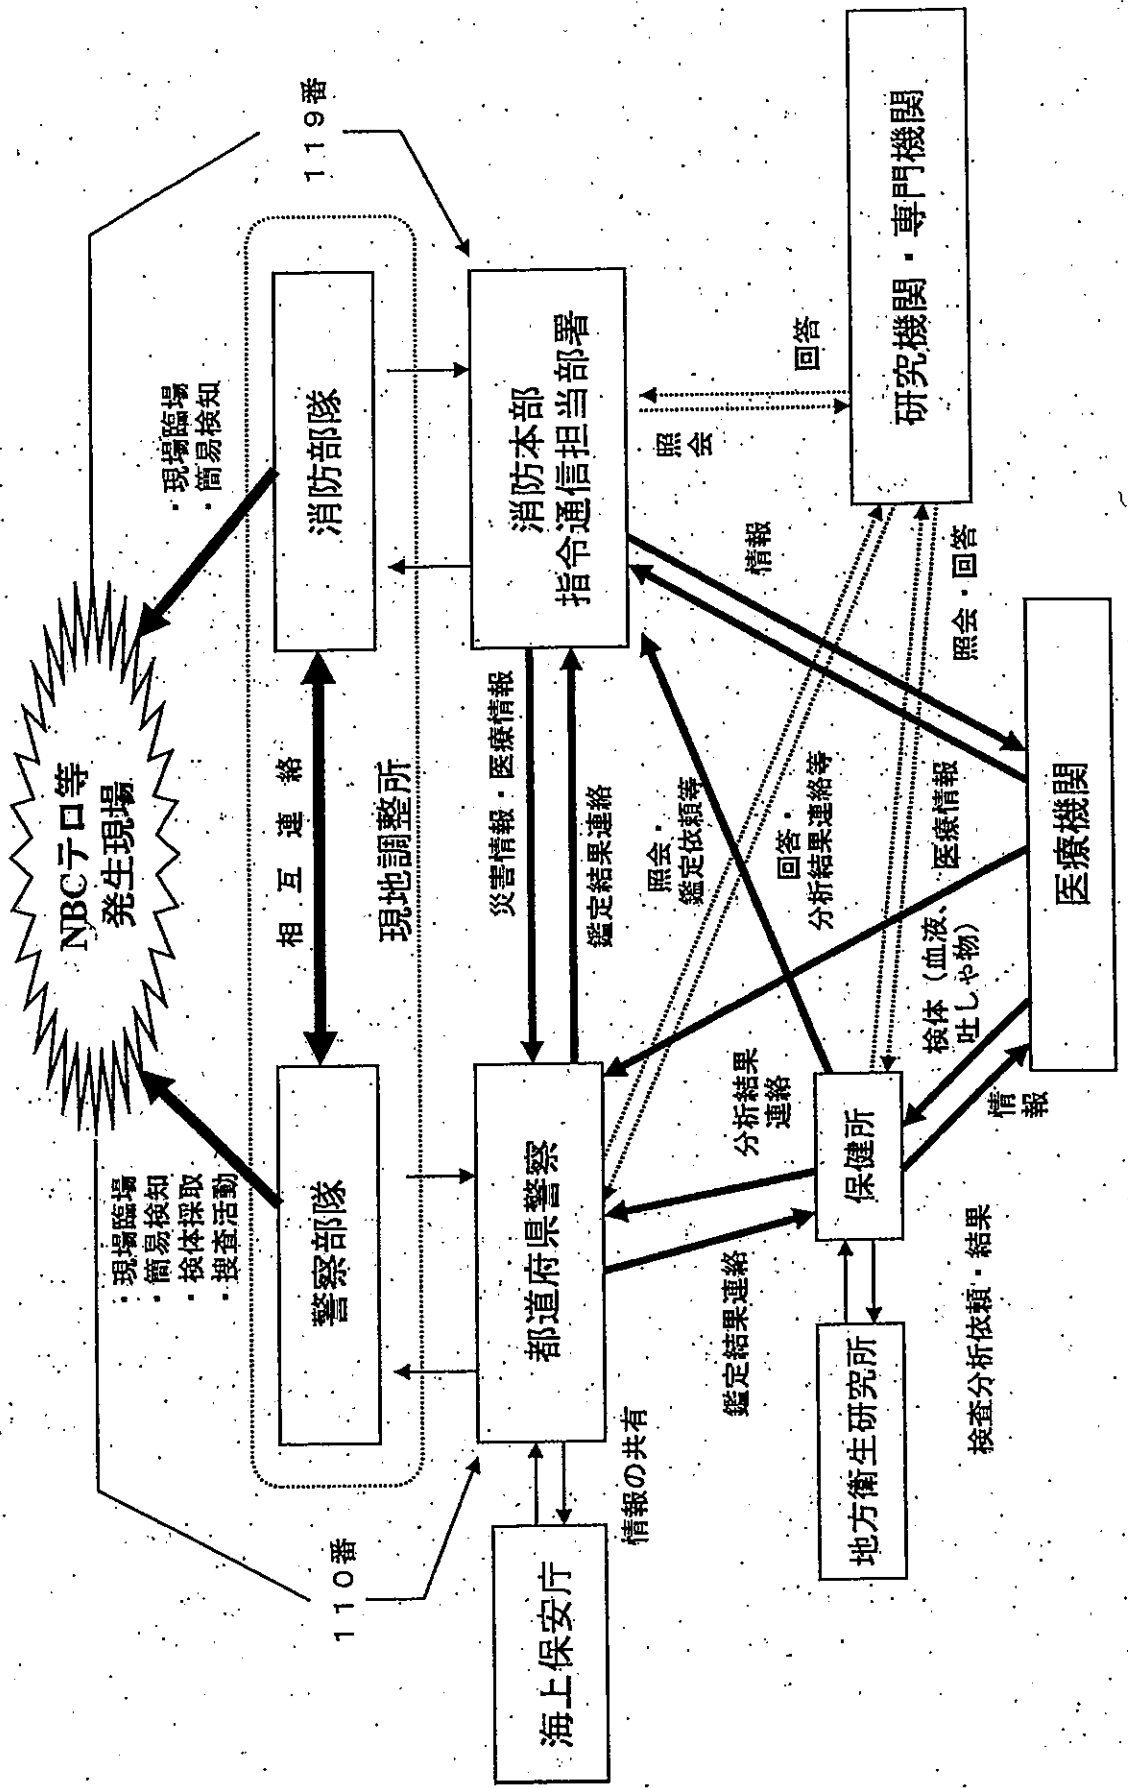 NBCテロ等
発生現場
・現場臨場
・簡易検知
・検体採取
・捜査活動
・現場臨場
・簡易検知
110番
119番
警察部隊
相互連絡
消防部隊
現地調整所
海上保安庁
情報の共有
都道府県警察
災害情報・医療情報
鑑定結果連絡
消防本部
指令通信担当部署
照会・
鑑定依頼等
回答・
分析結果連絡等
照会
回答
情報
鑑定結果連絡
分析結果
連絡
地方衛生研究所
保健所
検査分析依頼・結果
検体（血液、
吐しゃ物）
医療情報
情報
照会・回答
研究機関・専門機関
医療機関